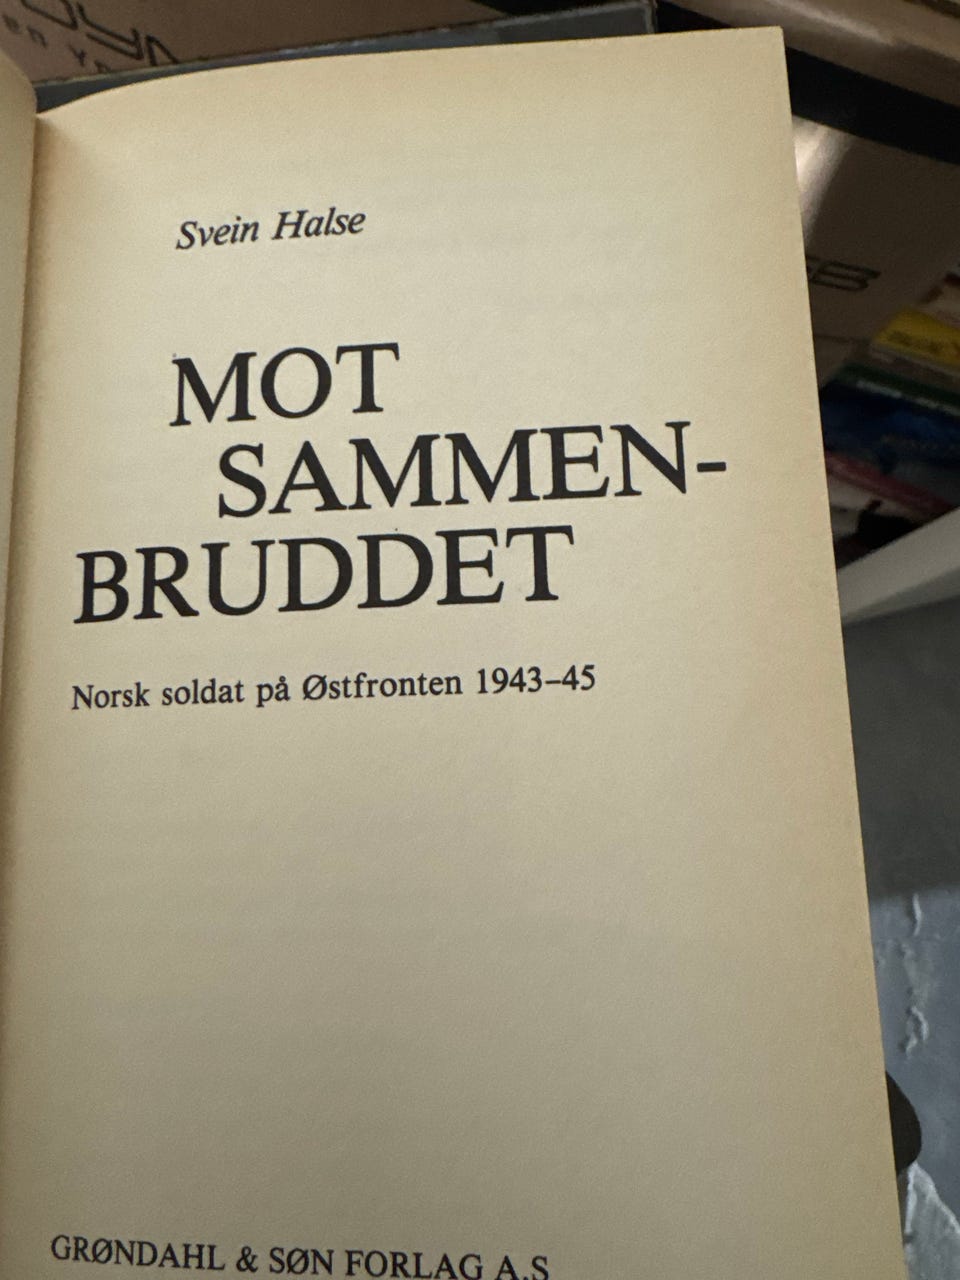 Svein Halse
MOT
SAMMEN-
BRUDDET
Norsk soldat på Østfronten 1943–45
GRØNDAHL & SØN FORLAG A.S